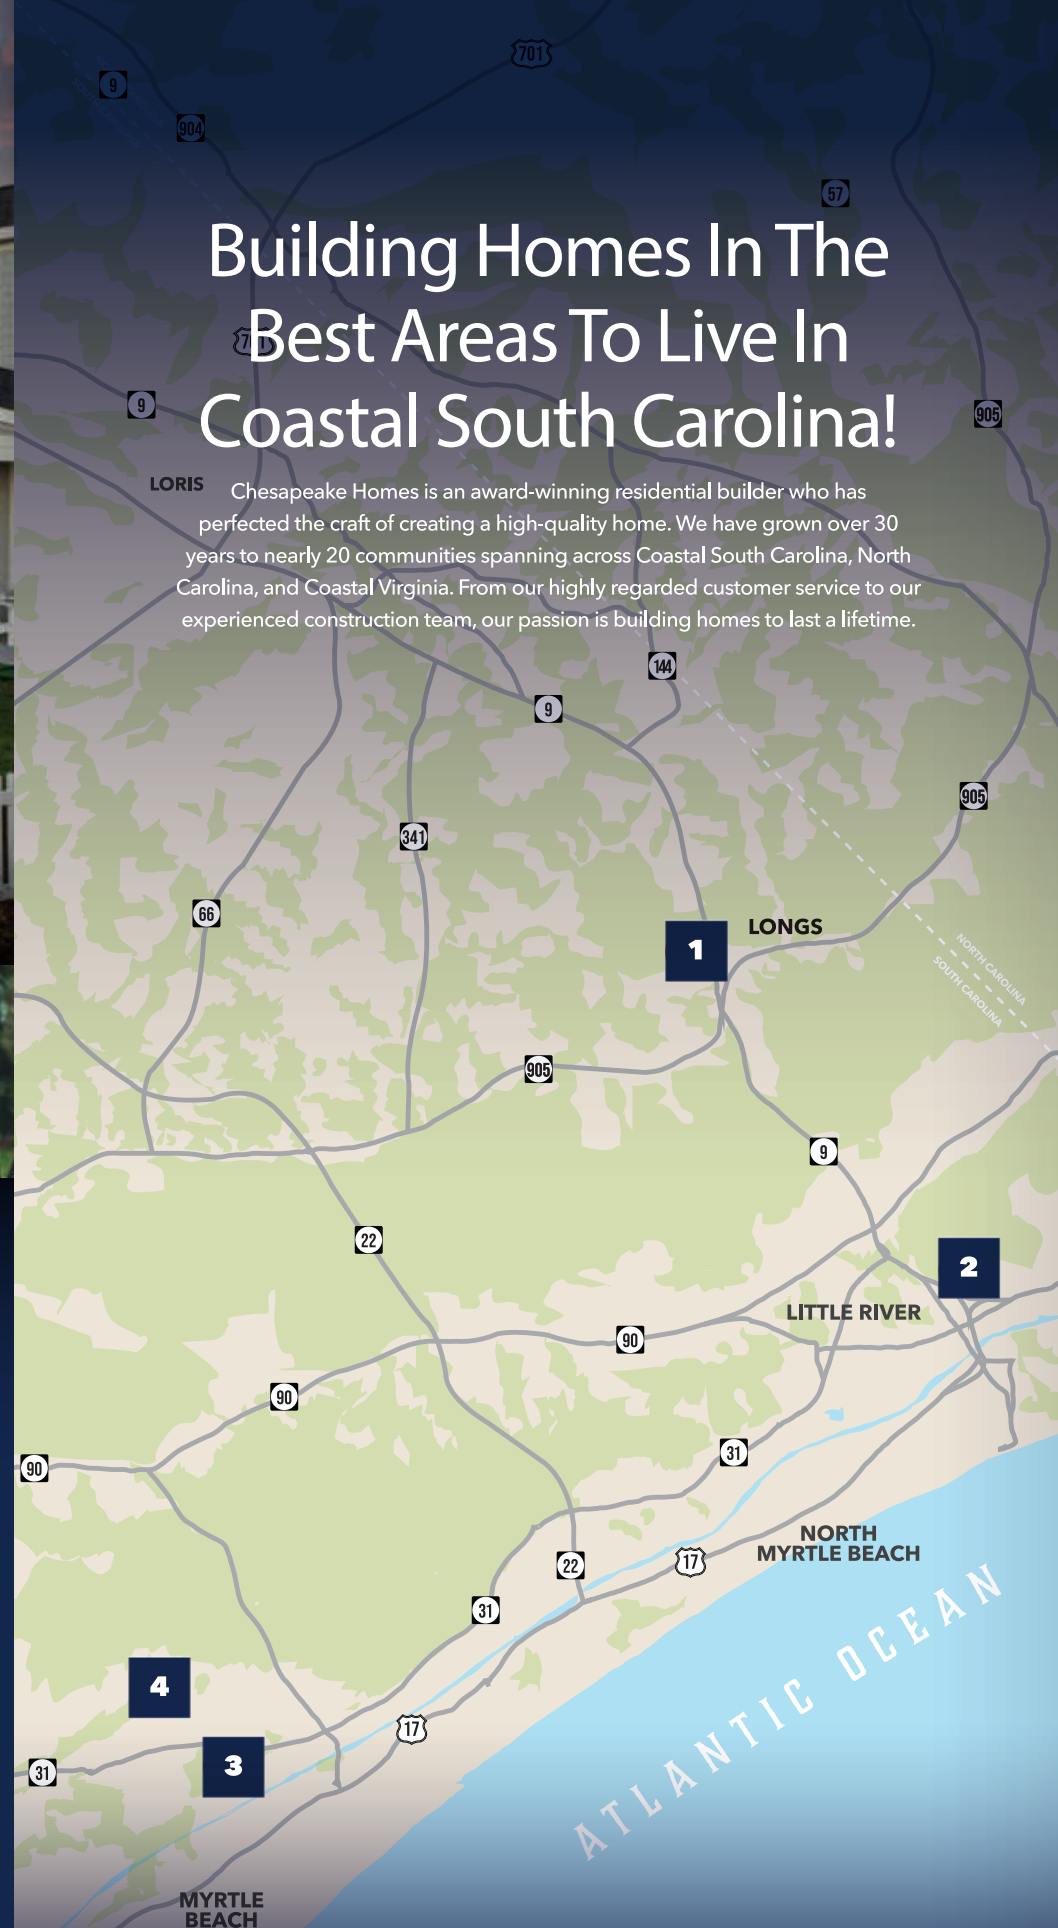 701
9
904
57
Building Homes In The
Best Areas To Live In
Coastal South Carolina!
701
9
905
LORIS
Chesapeake Homes is an award-winning residential builder who has
perfected the craft of creating a high-quality home. We have grown over 30
years to nearly 20 communities spanning across Coastal South Carolina, North
Carolina, and Coastal Virginia. From our highly regarded customer service to our
experienced construction team, our passion is building homes to last a lifetime.
144
9
905
341
66
1
LONGS
NORTH CAROLINA
SOUTH CAROLINA
905
9
22
2
LITTLE RIVER
90
90
31
90
NORTH
MYRTLE BEACH
17
22
31
ATLANTIC OCEAN
4
17
3
31
MYRTLE
BEACH